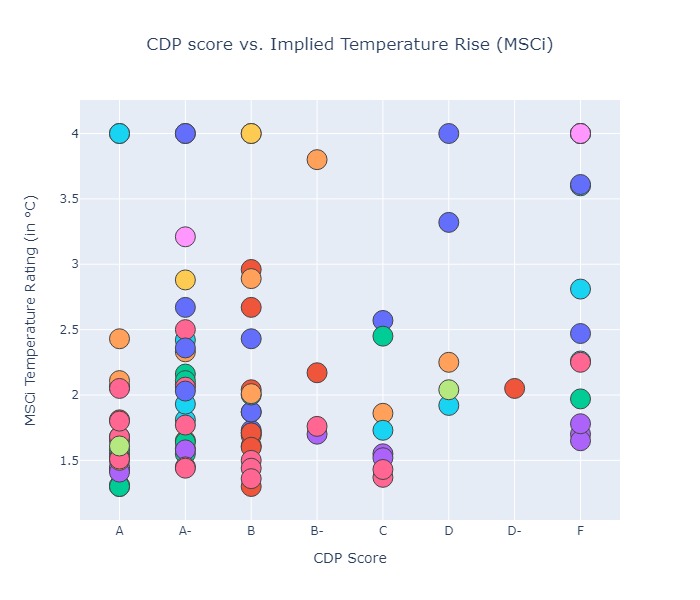 CDP score vs. Implied Temperature Rise (MSCi)
MSCi Temperature Rating (in °C)
4
3.5
3
2.5
2
1.5
A A- B B- C D D- F
CDP Score